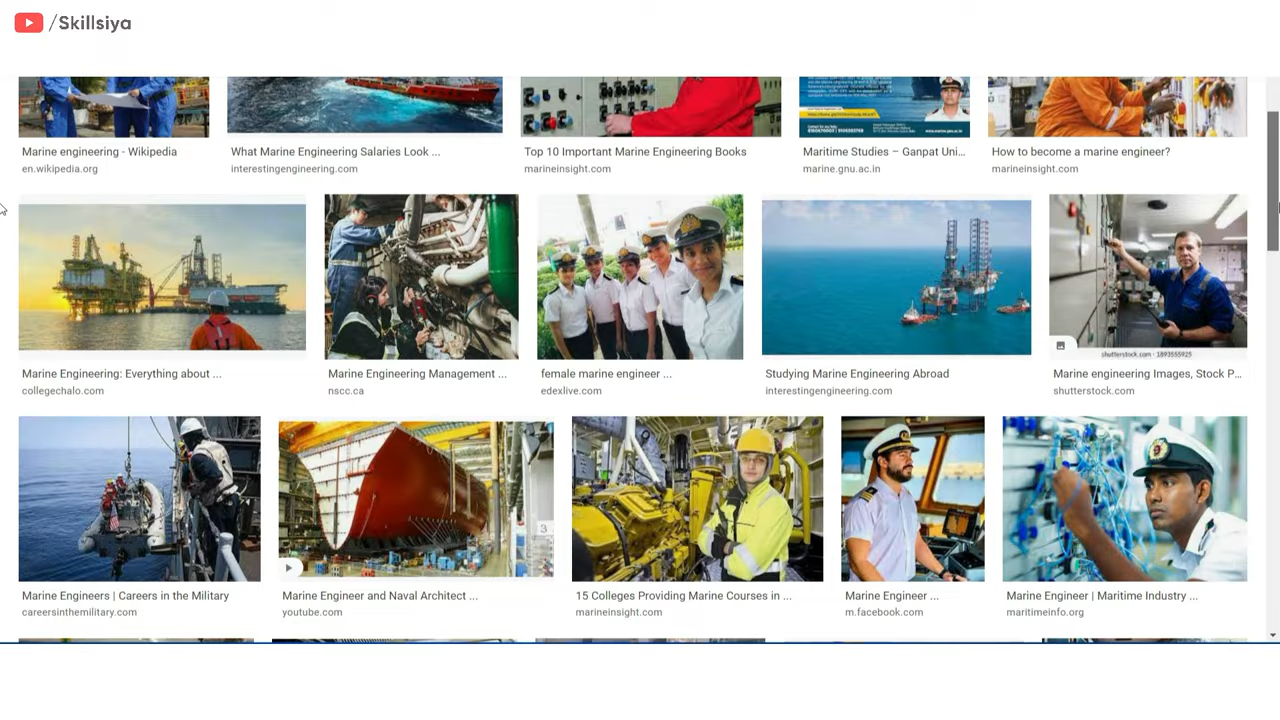 /Skillsiya
Marine engineering - Wikipedia
en.wikipedia.org
What Marine Engineering Salaries Look ...
interestingengineering.com
Top 10 Important Marine Engineering Books
marineinsight.com
Maritime Studies – Ganpat Uni...
marine.gnu.ac.in
How to become a marine engineer?
marineinsight.com
shutterstock.com · 1893555925
Marine Engineering: Everything about ...
collegechalo.com
Marine Engineering Management ...
nscc.ca
female marine engineer ...
edexlive.com
Studying Marine Engineering Abroad
interestingengineering.com
Marine engineering Images, Stock P...
shutterstock.com
3
Marine Engineers | Careers in the Military
careersinthemilitary.com
Marine Engineer and Naval Architect ...
youtube.com
15 Colleges Providing Marine Courses in ...
marineinsight.com
Marine Engineer ...
m.facebook.com
Marine Engineer | Maritime Industry ...
maritimeinfo.org